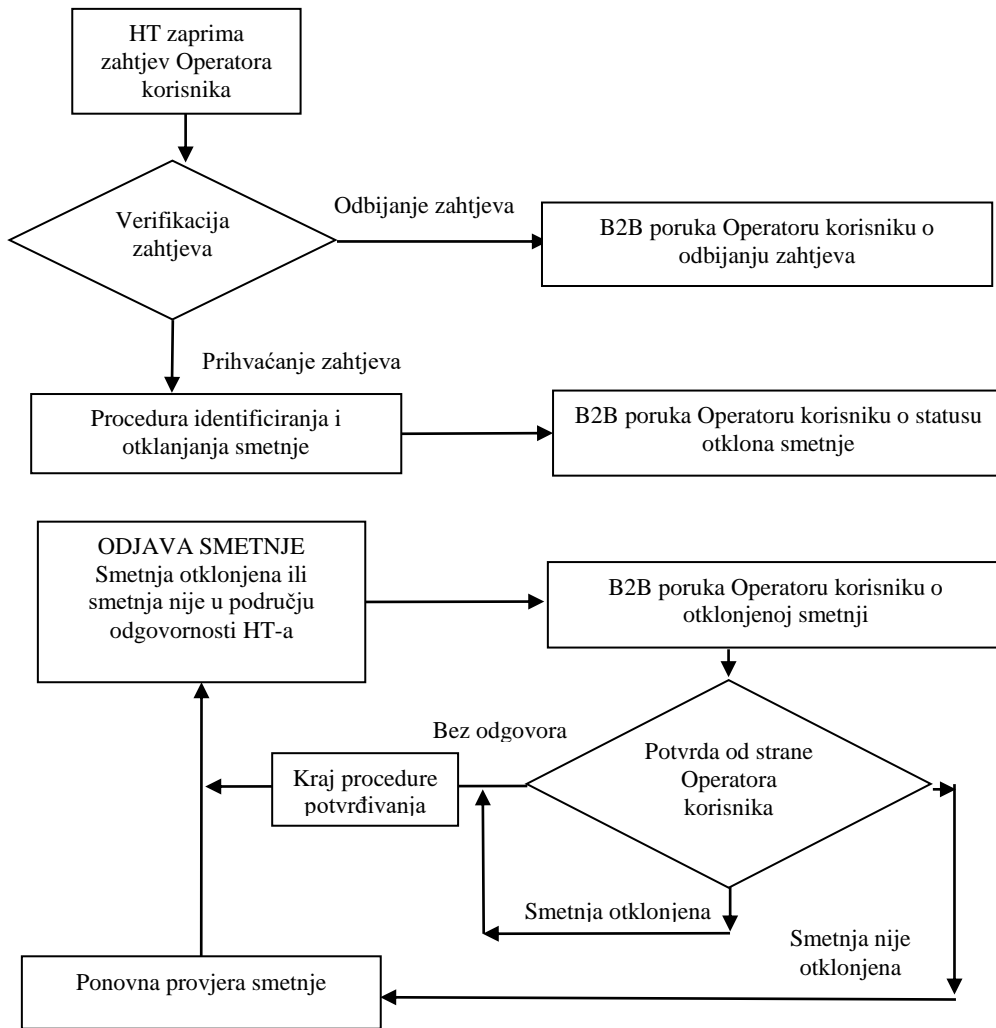 HT zaprima
zahtjev Operatora
korisnika
Verifikacija
zahtjeva
Odbijanje zahtjeva
B2B poruka Operatoru korisniku o
odbijanju zahtjeva
Prihvaćanje zahtjeva
Procedura identificiranja i
otklanjanja smetnje
B2B poruka Operatoru korisniku o statusu
otklona smetnje
ODJAVA SMETNJE
Smetnja otklonjena ili
smetnja nije u području
odgovornosti HT-a
B2B poruka Operatoru korisniku o
otklonjenoj smetnji
Bez odgovora
Potvrda od strane
Operatora
korisnika
Kraj procedure
potvrđivanja
Smetnja otklonjena
Smetnja nije
otklonjena
Ponovna provjera smetnje